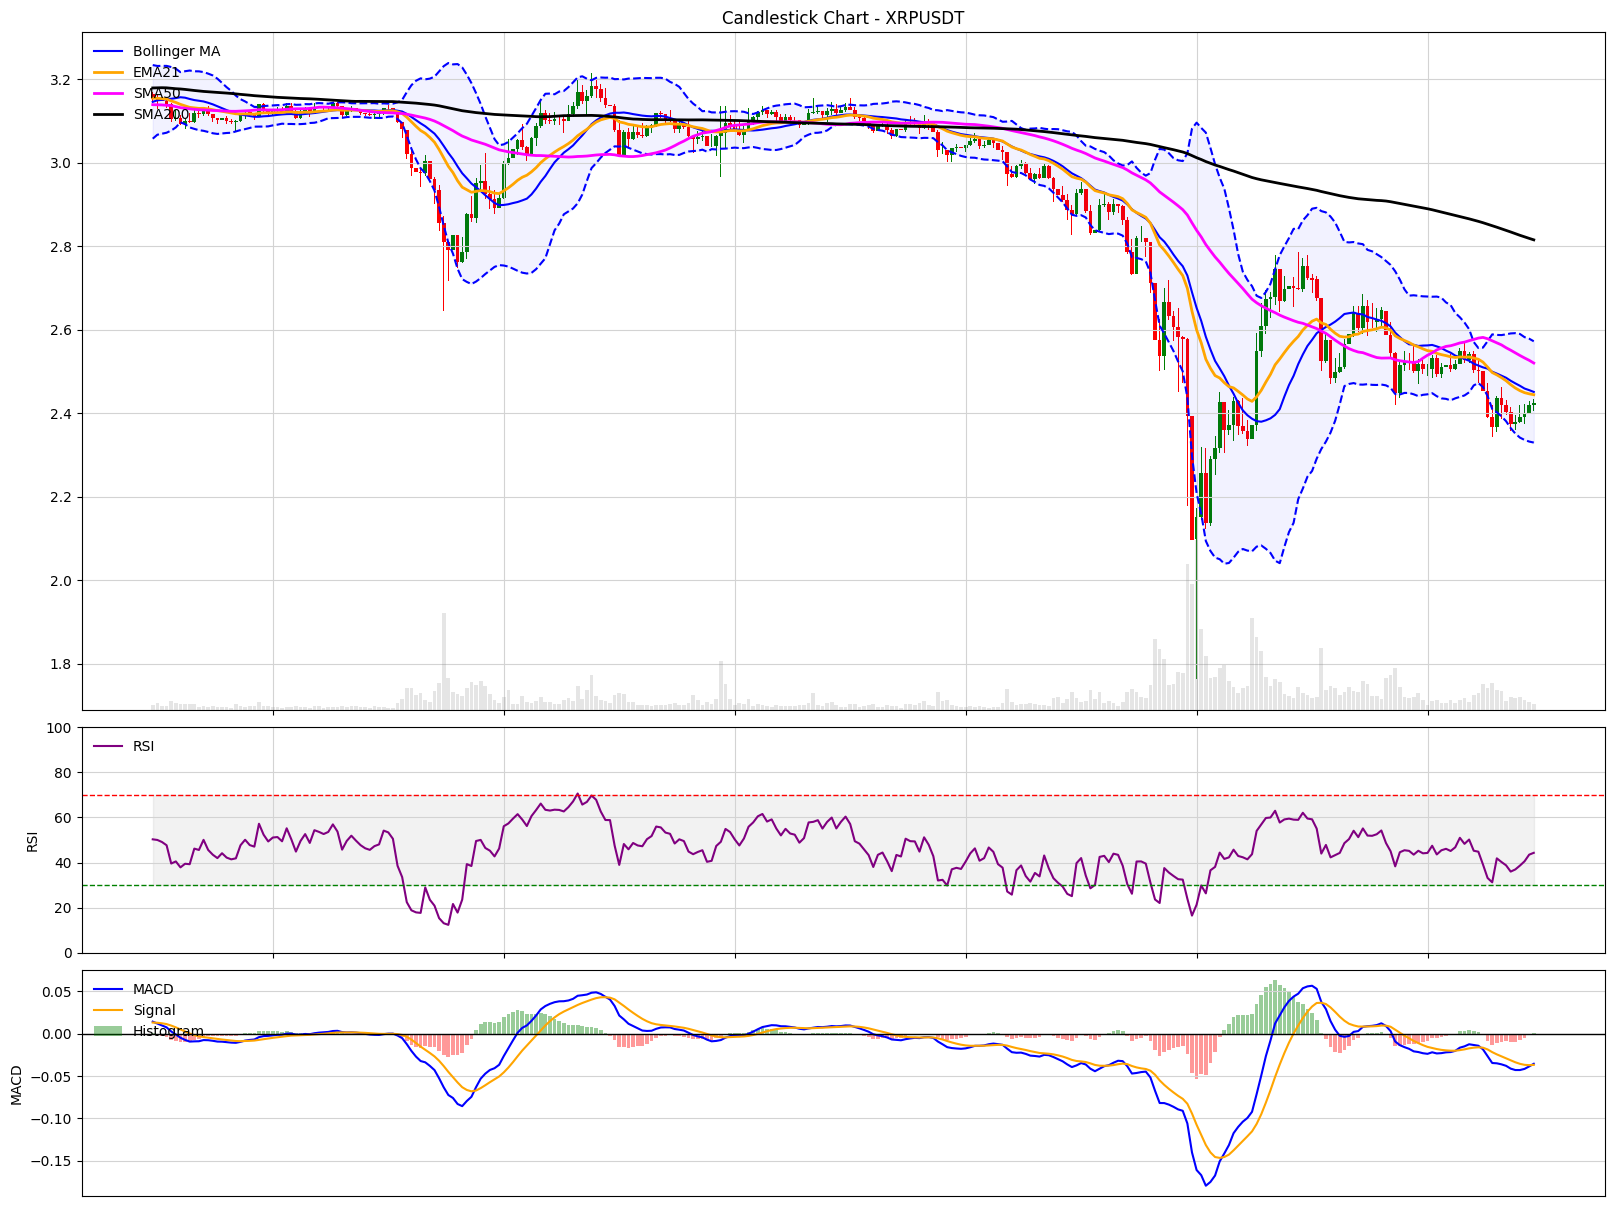 Candlestick Chart - XRPUSDT
Bollinger MA
EMA21
SMA50
SMA200
3.2
3.0
2.8
2.6
2.4
2.2
2.0
1.8
RSI
100
80
60
40
20
0
RSI
MACD
Signal
Histogram
0.05
0.00
−0.05
−0.10
−0.15
MACD